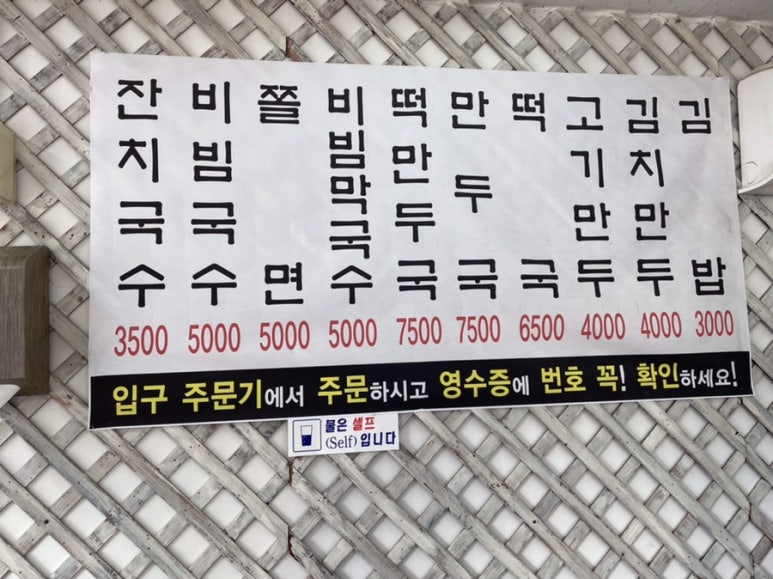 잔치국수 3500
비빔국수 5000
쫄면 5000
비빔막국수 5000
떡만두국 7500
만두국 7500
떡국 6500
고기만두 4000
김치만두 4000
김밥 3000
입구 주문기에서 주문하시고 영수증에 번호 꼭! 확인하세요!
물은 셀프
(Self)입니다